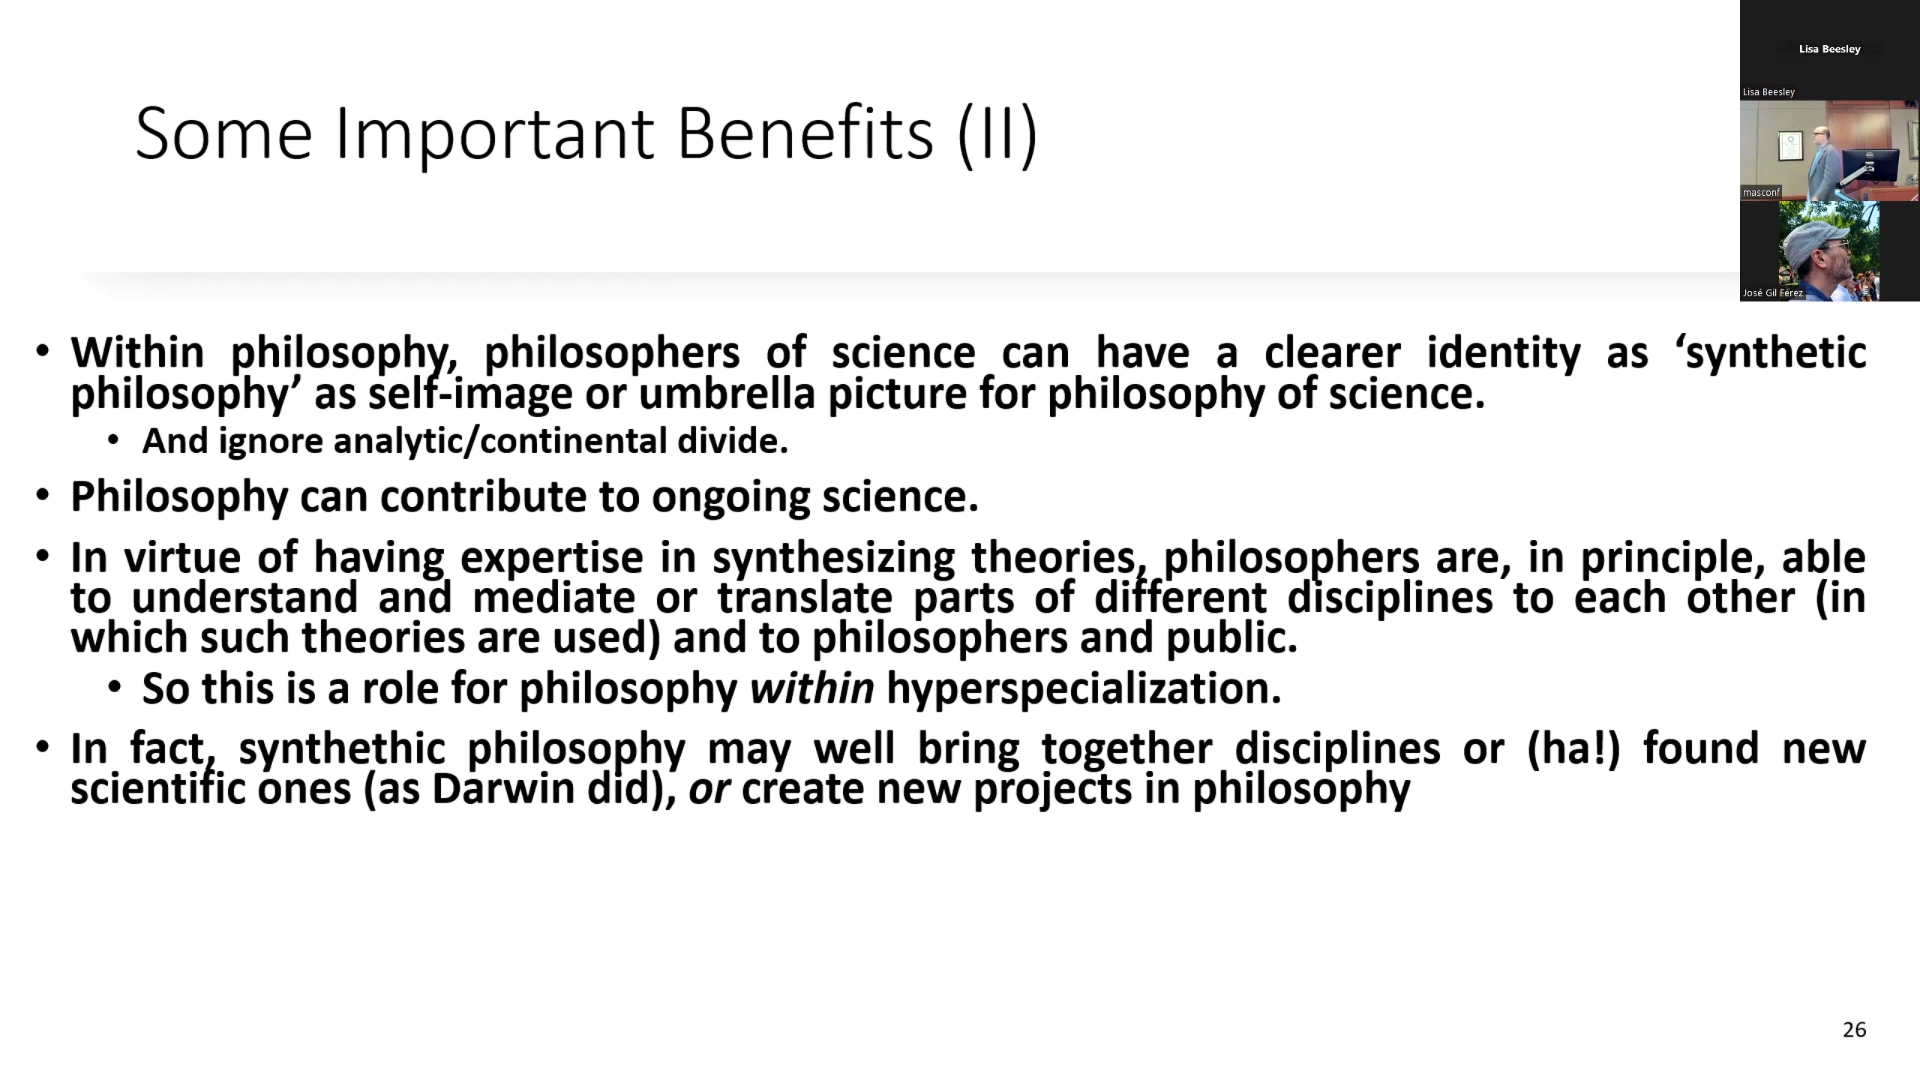 Some Important Benefits (II)
Lisa Beesley
Lisa Beesley
masconf
José Gil Férez
• Within philosophy, philosophers of science can have a clearer identity as ‘synthetic
philosophy’ as self-image or umbrella picture for philosophy of science.
• And ignore analytic/continental divide.
• Philosophy can contribute to ongoing science.
• In virtue of having expertise in synthesizing theories, philosophers are, in principle, able
to understand and mediate or translate parts of different disciplines to each other (in
which such theories are used) and to philosophers and public.
• So this is a role for philosophy within hyperspecialization.
• In fact, synthethic philosophy may well bring together disciplines or (ha!) found new
scientific ones (as Darwin did), or create new projects in philosophy
26